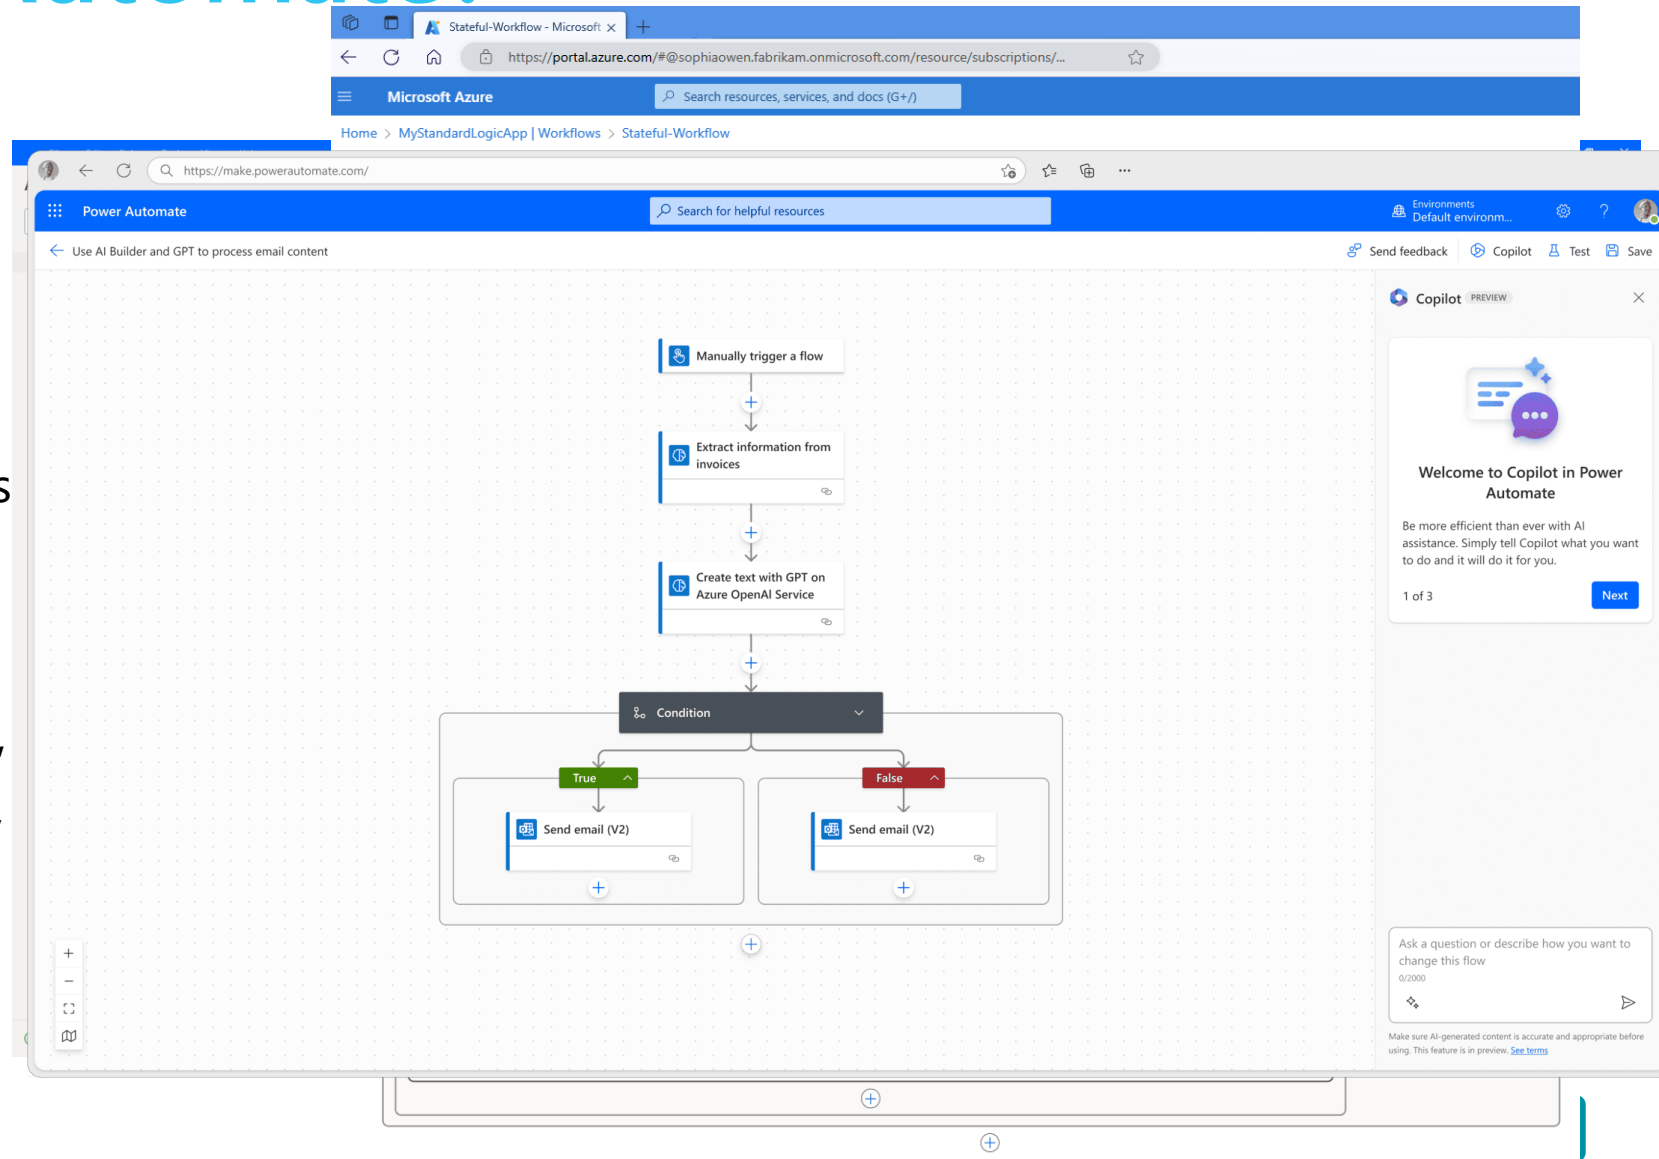 Automate.
Stateful-Workflow - Microsoft
https://portal.azure.com/#@sophiaowen.fabrikam.onmicrosoft.com/resource/subscriptions/...
Microsoft Azure
Search resources, services, and docs (G+/)
Home > MyStandardLogicApp | Workflows > Stateful-Workflow
https://make.powerautomate.com/
Power Automate
Search for helpful resources
Environments
Default environm...
Use AI Builder and GPT to process email content
Send feedback
Copilot
Test
Save
Copilot PREVIEW
Manually trigger a flow
Extract information from
invoices
Create text with GPT on
Azure OpenAI Service
Condition
True
False
Send email (V2)
Send email (V2)
Welcome to Copilot in Power
Automate
Be more efficient than ever with AI
assistance. Simply tell Copilot what you want
to do and it will do it for you.
1 of 3
Next
Ask a question or describe how you want to
change this flow
0/2000
Make sure AI-generated content is accurate and appropriate before
using. This feature is in preview. See terms